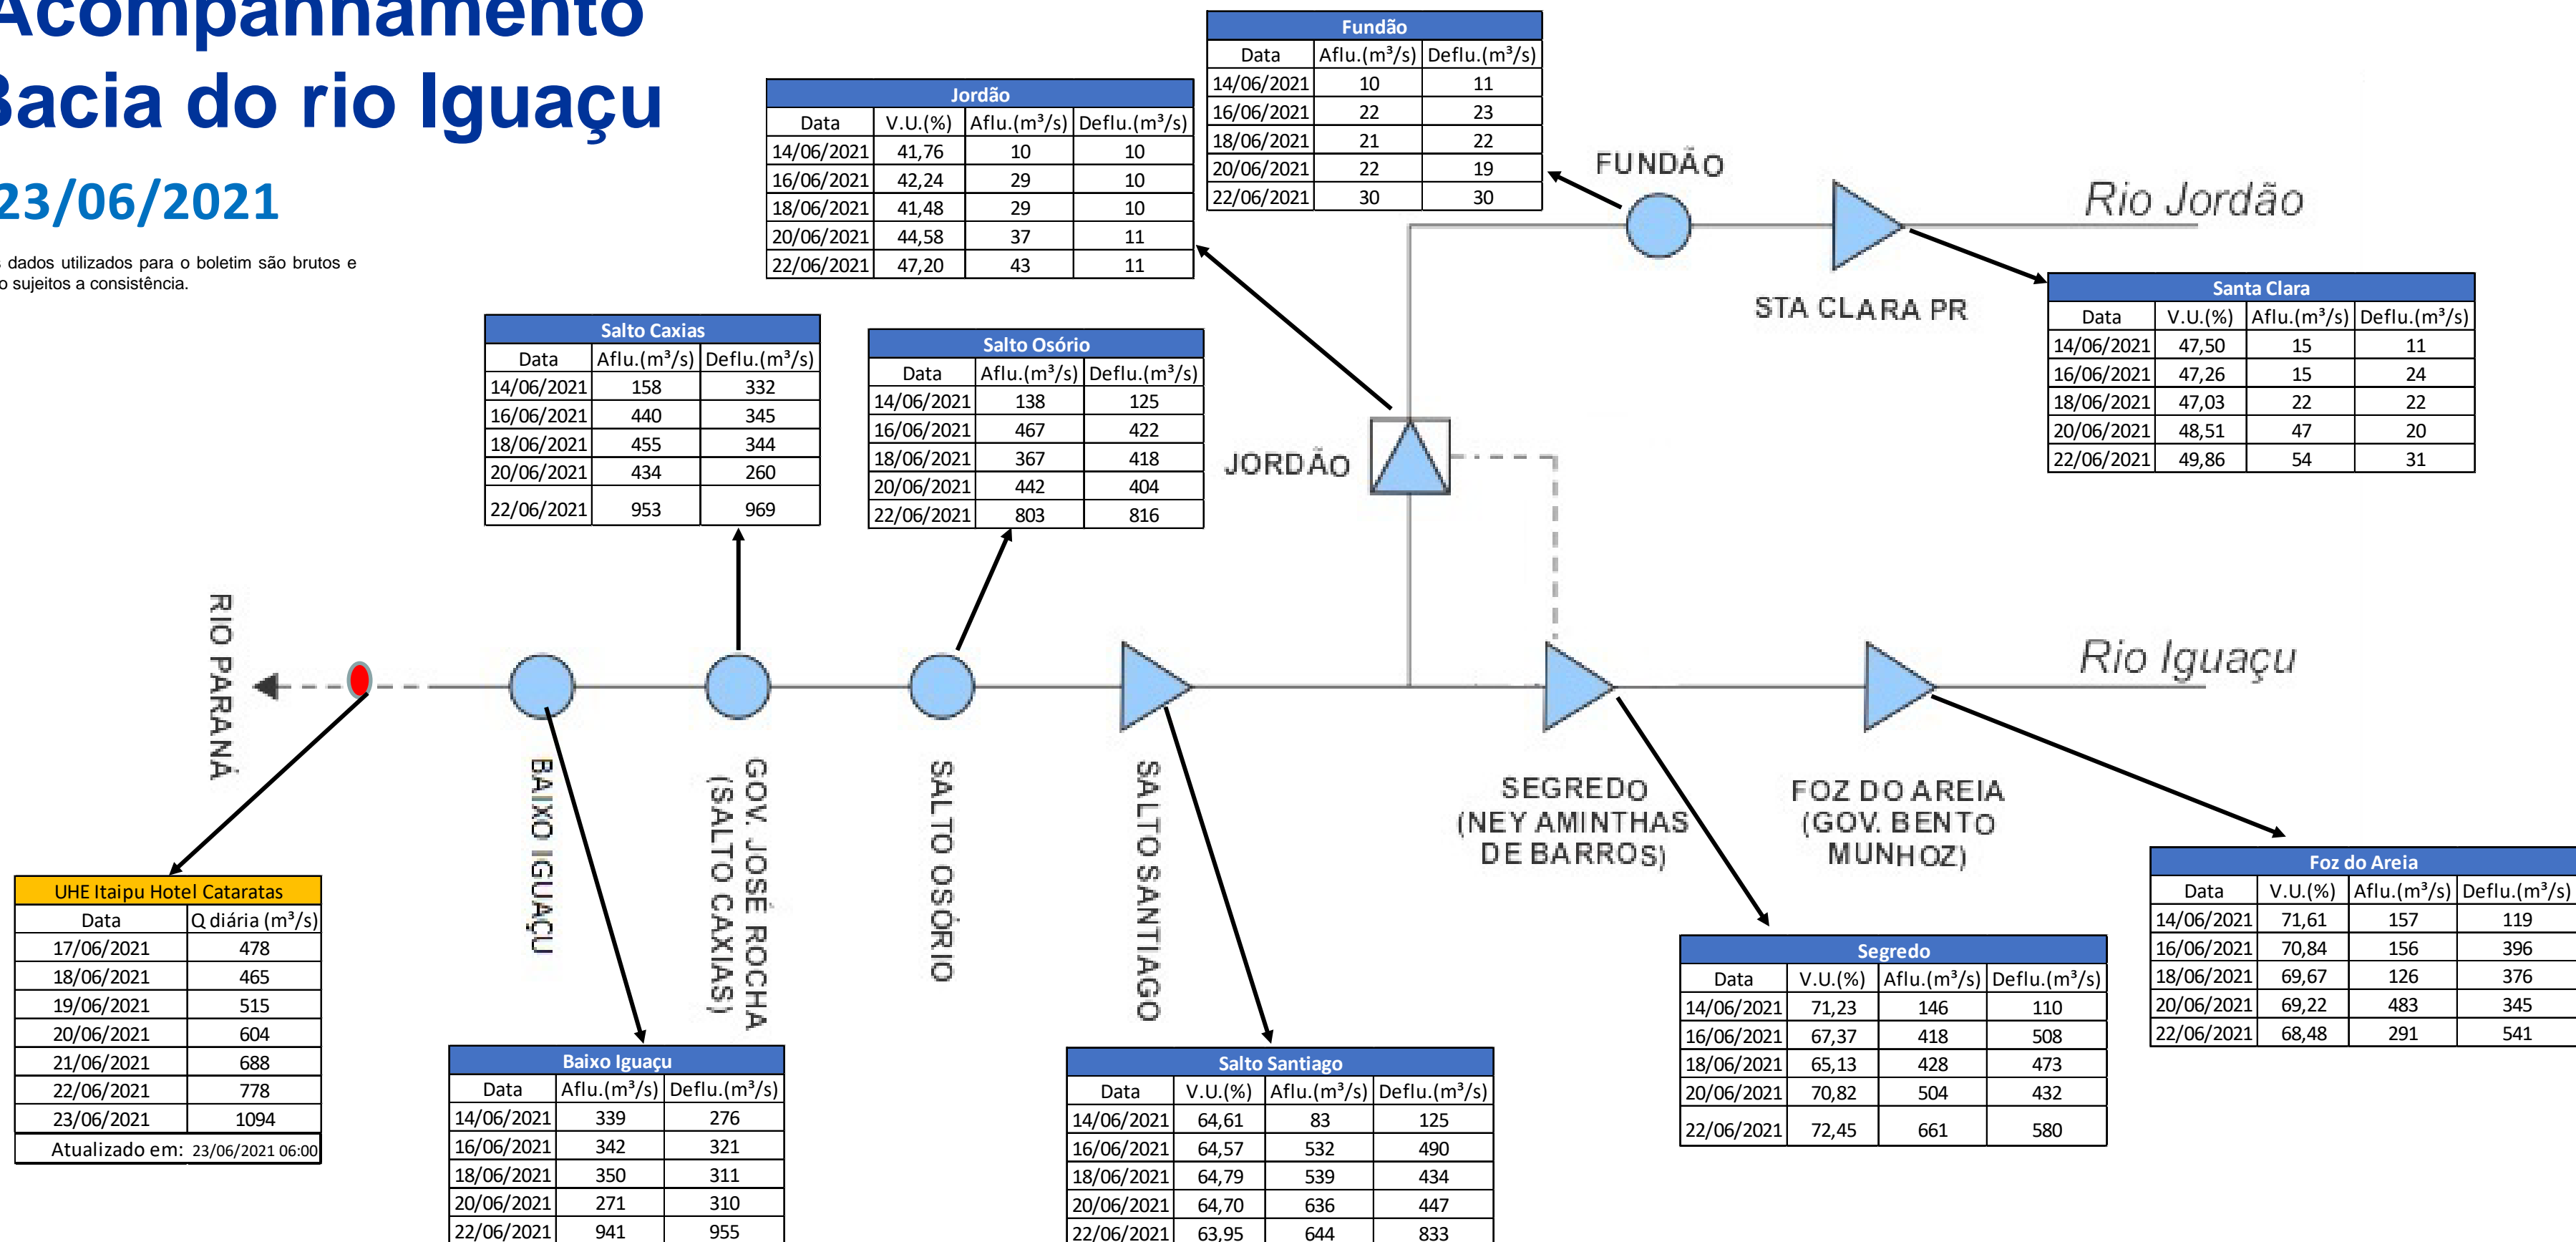 Acompanhamento
Bacia do rio Iguaçu
23/06/2021
dados utilizados para o boletim são brutos e
sujeitos a consistência.
Fundão
Data Aflu.(m³/s) Deflu.(m³/s)
14/06/2021 10 11
16/06/2021 22 23
18/06/2021 21 22
20/06/2021 22 19
22/06/2021 30 30
Jordão
Data V.U.(%) Aflu.(m³/s) Deflu.(m³/s)
14/06/2021 41,76 10 10
16/06/2021 42,24 29 10
18/06/2021 41,48 29 10
20/06/2021 44,58 37 11
22/06/2021 47,20 43 11
FUNDÃO
Rio Jordão
STA CLARA PR
Santa Clara
Data V.U.(%) Aflu.(m³/s) Deflu.(m³/s)
14/06/2021 47,50 15 11
16/06/2021 47,26 15 24
18/06/2021 47,03 22 22
20/06/2021 48,51 47 20
22/06/2021 49,86 54 31
Salto Caxias
Data Aflu.(m³/s) Deflu.(m³/s)
14/06/2021 158 332
16/06/2021 440 345
18/06/2021 455 344
20/06/2021 434 260
22/06/2021 953 969
Salto Osório
Data Aflu.(m³/s) Deflu.(m³/s)
14/06/2021 138 125
16/06/2021 467 422
18/06/2021 367 418
20/06/2021 442 404
22/06/2021 803 816
JORDÃO
RIO PARANÁ
Rio Iguaçu
BAIXO IGUAÇU
GOV. JOSÉ ROCHA
(SALTO CAXIAS)
SALTO OSÓRIO
SALTO SANTIAGO
SEGREDO
(NEY AMINTHAS
DE BARROS)
FOZ DO AREIA
(GOV. BENTO
MUNHOZ)
UHE Itaipu Hotel Cataratas
Data Q diária (m³/s)
17/06/2021 478
18/06/2021 465
19/06/2021 515
20/06/2021 604
21/06/2021 688
22/06/2021 778
23/06/2021 1094
Atualizado em: 23/06/2021 06:00
Baixo Iguaçu
Data Aflu.(m³/s) Deflu.(m³/s)
14/06/2021 339 276
16/06/2021 342 321
18/06/2021 350 311
20/06/2021 271 310
22/06/2021 941 955
Salto Santiago
Data V.U.(%) Aflu.(m³/s) Deflu.(m³/s)
14/06/2021 64,61 83 125
16/06/2021 64,57 532 490
18/06/2021 64,79 539 434
20/06/2021 64,70 636 447
22/06/2021 63,95 644 833
Segredo
Data V.U.(%) Aflu.(m³/s) Deflu.(m³/s)
14/06/2021 71,23 146 110
16/06/2021 67,37 418 508
18/06/2021 65,13 428 473
20/06/2021 70,82 504 432
22/06/2021 72,45 661 580
Foz do Areia
Data V.U.(%) Aflu.(m³/s) Deflu.(m³/s)
14/06/2021 71,61 157 119
16/06/2021 70,84 156 396
18/06/2021 69,67 126 376
20/06/2021 69,22 483 345
22/06/2021 68,48 291 541